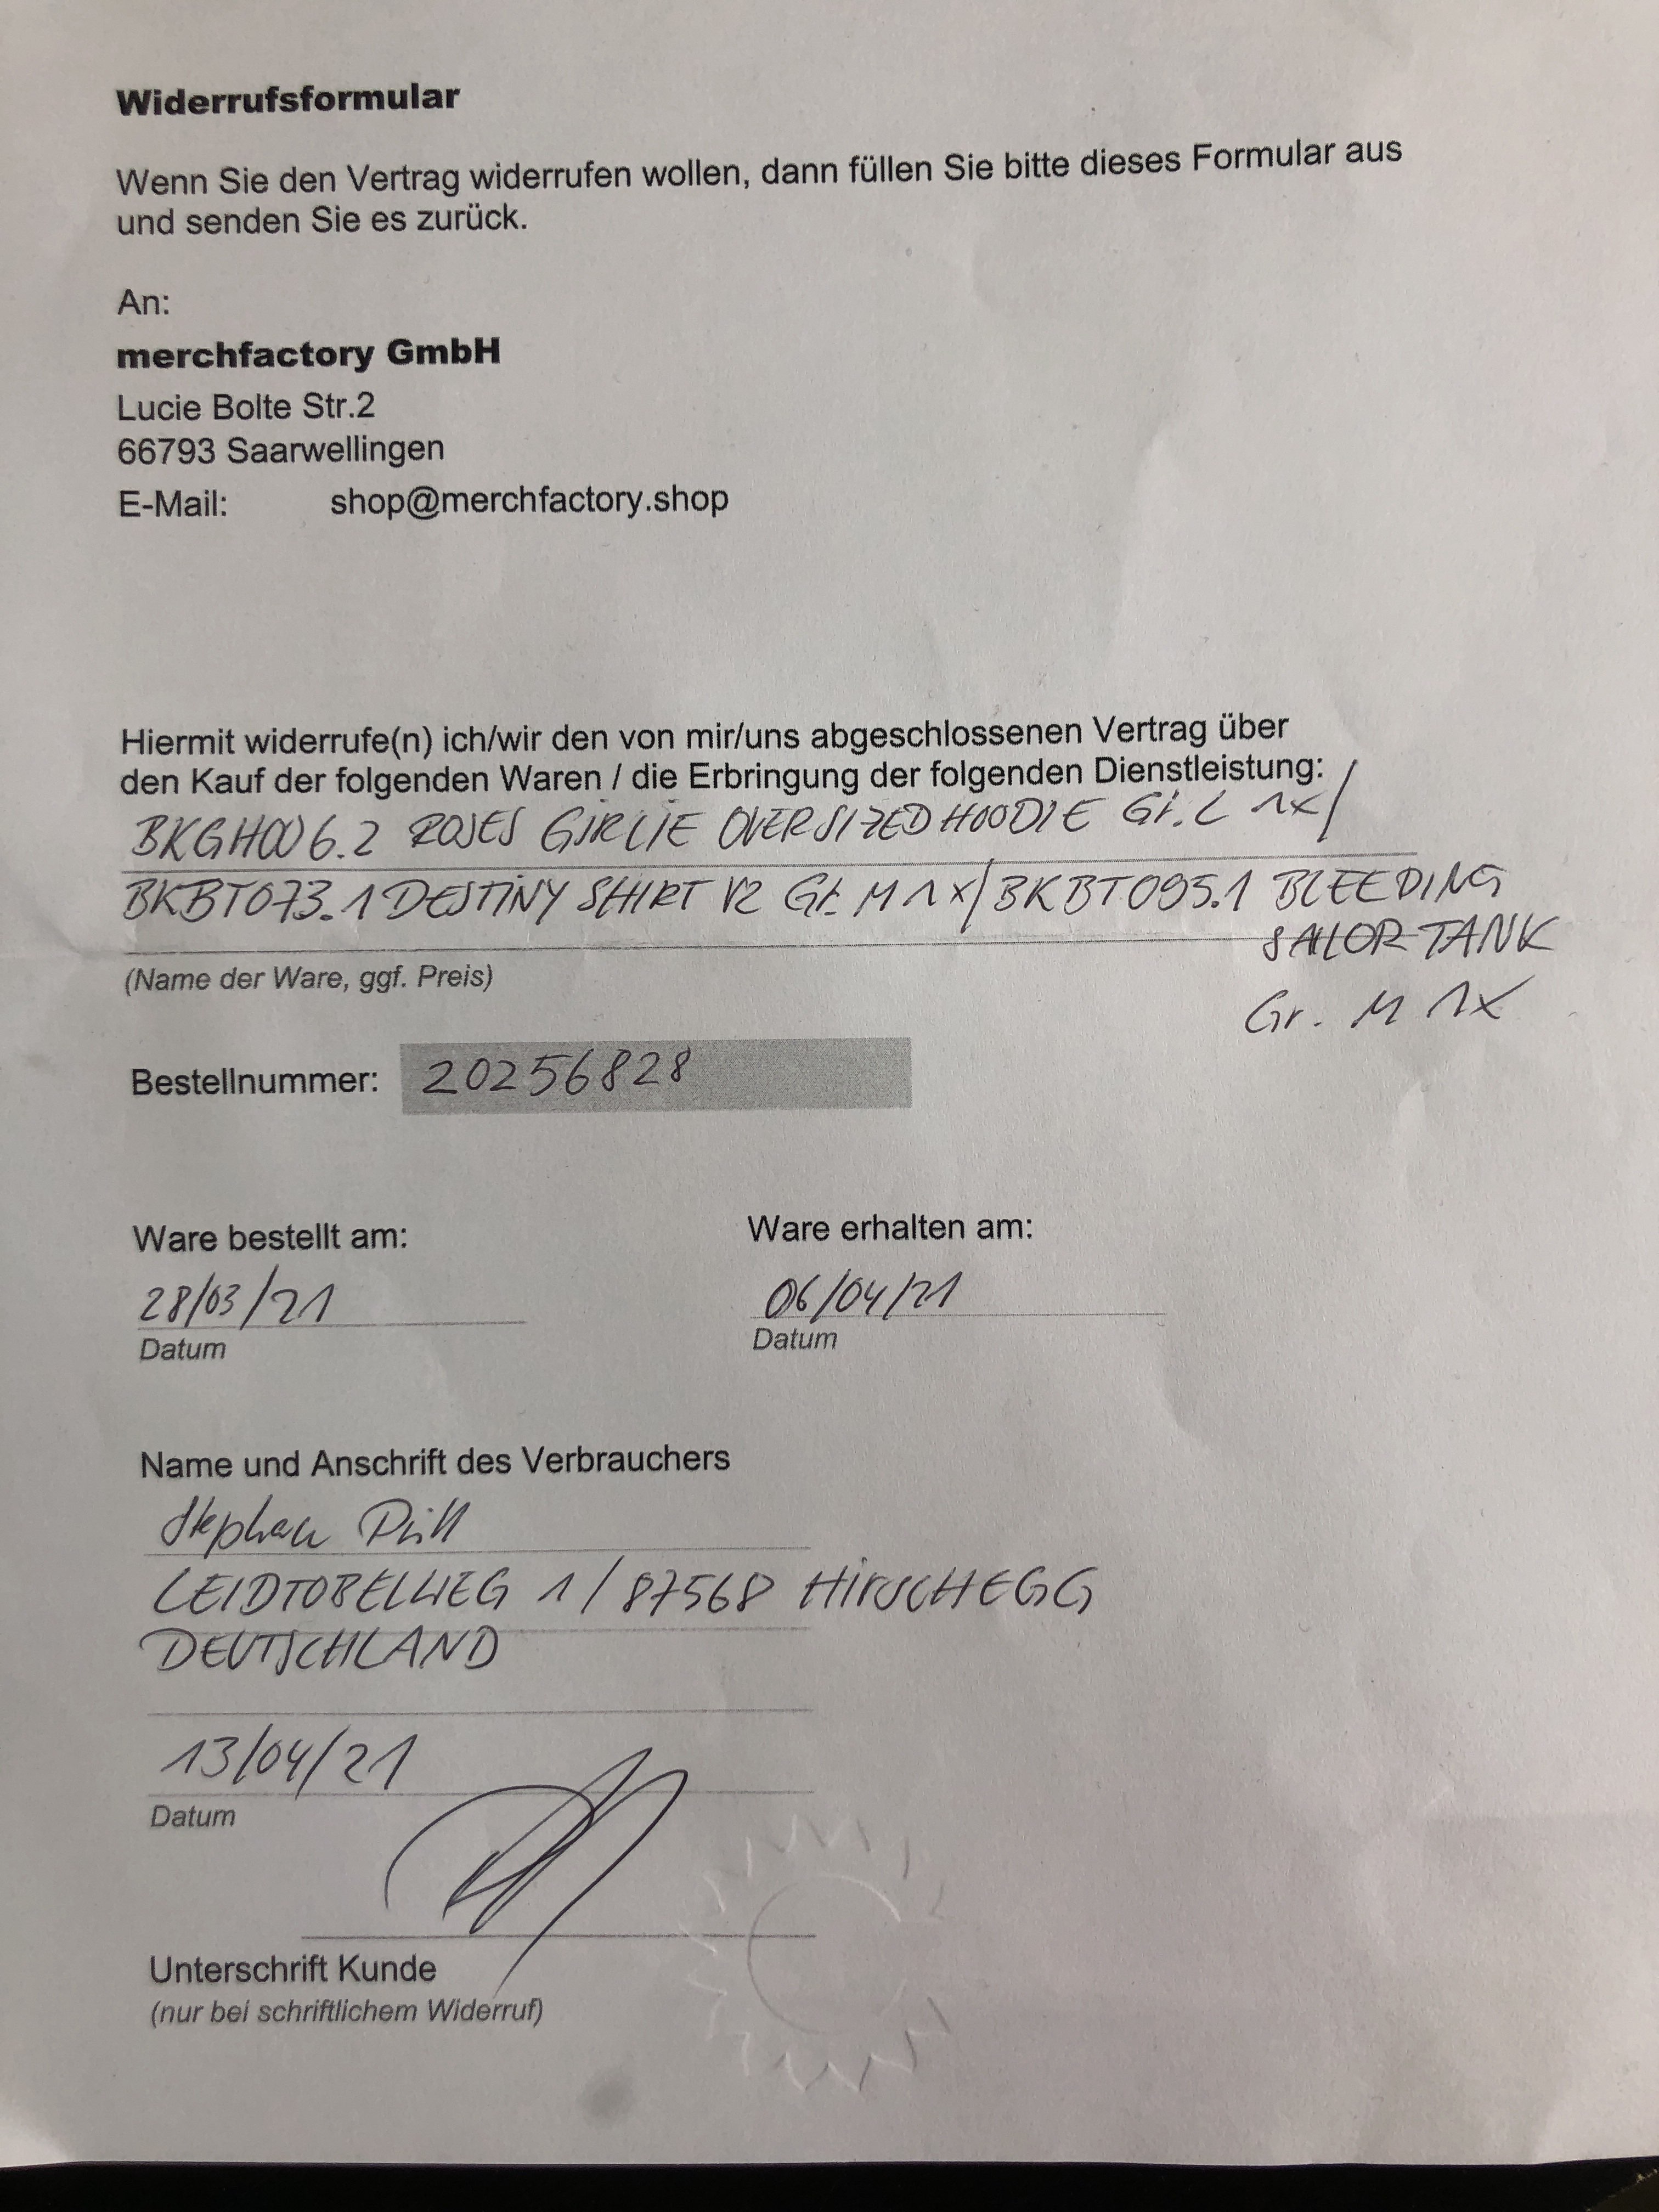 Widerrufsformular
Wenn Sie den Vertrag widerrufen wollen, dann füllen Sie bitte dieses Formular aus
und senden Sie es zurück.
An:
merchfactory GmbH
Lucie Bolte Str.2
66793 Saarwellingen
E-Mail: shop@merchfactory.shop
Hiermit widerrufe(n) ich/wir den von mir/uns abgeschlossenen Vertrag über
den Kauf der folgenden Waren / die Erbringung der folgenden Dienstleistung:
BKGH006.2 ROSES GIRLIE OVERSIZED HOODIE Gr. L 1x/
BKBT073.1 DESTINY SHIRT V2 Gr. M 1x/BKBT095.1 BLEEDING
SAILOR TANK
Gr. M 1x
(Name der Ware, ggf. Preis)
Bestellnummer: 20256828
Ware bestellt am: Ware erhalten am:
28/03/21 06/04/21
Datum Datum
Name und Anschrift des Verbrauchers
Stephan
LEIDTOBELWEG 1/87568 HirSCHEGG
DEUTSCHLAND
13/04/21
Datum
Unterschrift Kunde
(nur bei schriftlichem Widerruf)